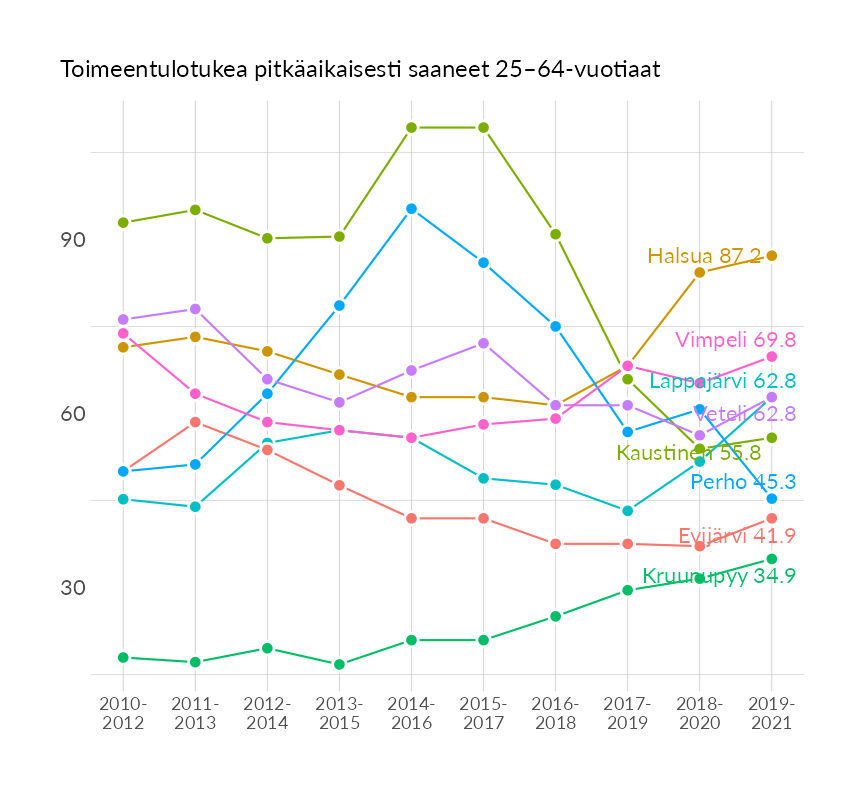 Toimeentulotukea pitkäaikaisesti saaneet 25–64-vuotiaat
90
60
30
Halsua 87.2
Vimpeli 69.8
Lappajärvi 62.8
Veteli 62.8
Kaustinen 55.8
Perho 45.3
Evijärvi 41.9
Kruunupyy 34.9
2010- 2011- 2012- 2013- 2014- 2015- 2016- 2017- 2018- 2019-
2012 2013 2014 2015 2016 2017 2018 2019 2020 2021